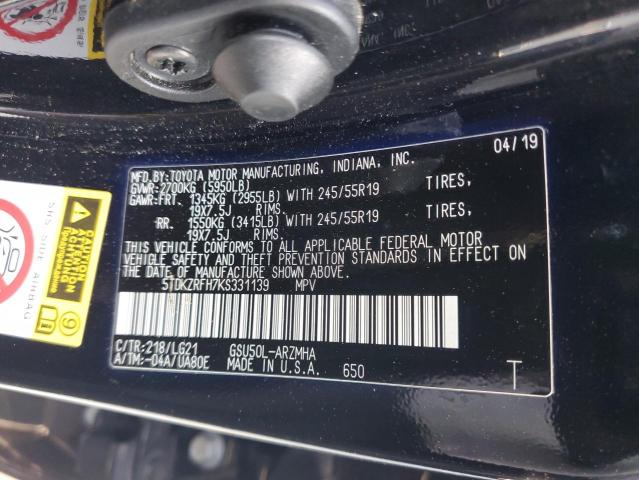 04/19
MFD.BY:TOYOTA MOTOR MANUFACTURING, INDIANA, INC.
GVWR:2700KG (5950LB)
GAWR:FRT. 1345KG (2955LB) WITH 245/55R19 TIRES,
19X7.5J RIMS.
RR. 1550KG (3415LB) WITH 245/55R19 TIRES,
19X7.5J RIMS.
THIS VEHICLE CONFORMS TO ALL APPLICABLE FEDERAL MOTOR
VEHICLE SAFETY AND THEFT PREVENTION STANDARDS IN EFFECT ON
THE DATE OF MANUFACTURE SHOWN ABOVE.
5TDKZRFH7KS331139 MPV
C/TR:218/LG21 GSU50L-ARZMHA
A/TM:-04A/UA80E MADE IN U.S.A. 650
T
SRS SIDE AIRBAG
9